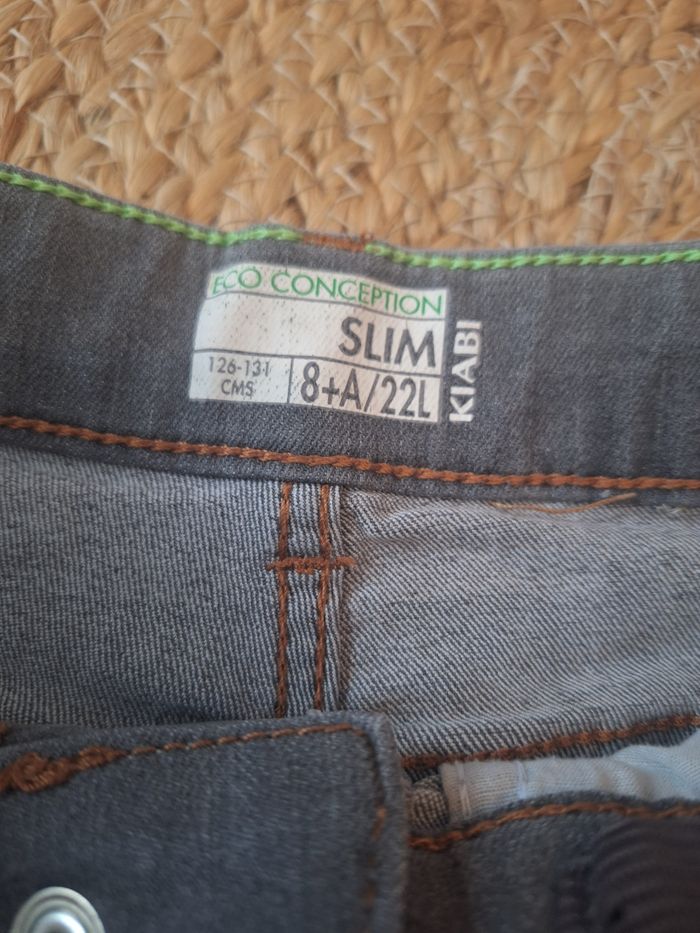 ECO CONCEPTION
SLIM
126-131
CMS
8+A/22L
KIABI